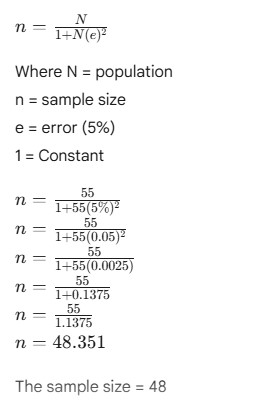 n = N/1+N(e)²
Where N = population
n = sample size
e = error (5%)
1 = Constant
n = 55/1+55(5%)²
n = 55/1+55(0.05)²
n = 55/1+55(0.0025)
n = 55/1+0.1375
n = 55/1.1375
n = 48.351
The sample size = 48